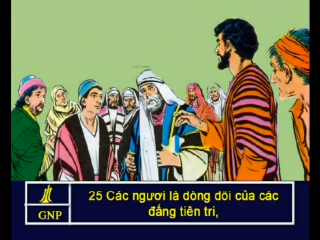 25 Các ngươi là dòng dõi của các
đấng tiên tri,
GNP